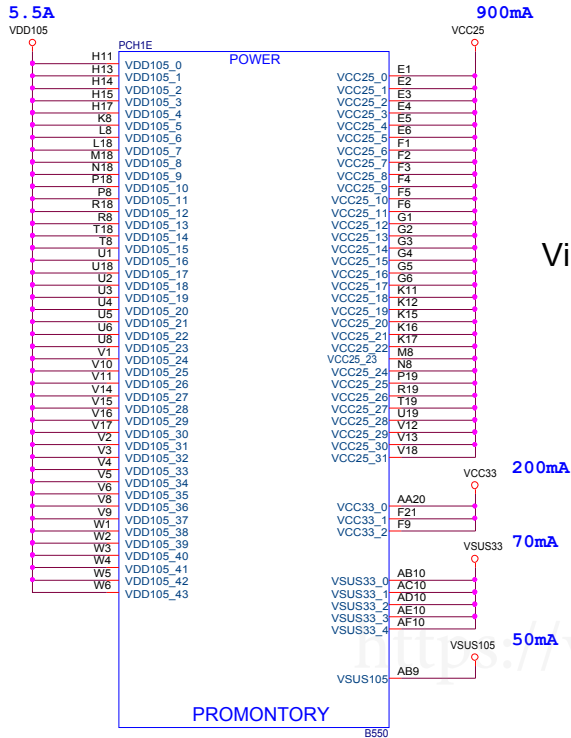 5.5A
900mA
VDD105
VCC25
PCH1E
POWER
H11 VDD105_0
H13 VDD105_1
H14 VDD105_2
H15 VDD105_3
H17 VDD105_4
K8 VDD105_5
L8 VDD105_6
L18 VDD105_7
M18 VDD105_8
N18 VDD105_9
P18 VDD105_10
P8 VDD105_11
R18 VDD105_12
R8 VDD105_13
T18 VDD105_14
T8 VDD105_15
U1 VDD105_16
U18 VDD105_17
U2 VDD105_18
U3 VDD105_19
U4 VDD105_20
U5 VDD105_21
U6 VDD105_22
U8 VDD105_23
V1 VDD105_24
V10 VDD105_25
V11 VDD105_26
V14 VDD105_27
V15 VDD105_28
V16 VDD105_29
V17 VDD105_30
V2 VDD105_31
V3 VDD105_32
V4 VDD105_33
V5 VDD105_34
V6 VDD105_35
V8 VDD105_36
V9 VDD105_37
W1 VDD105_38
W2 VDD105_39
W3 VDD105_40
W4 VDD105_41
W5 VDD105_42
W6 VDD105_43
VCC25_0 E1
VCC25_1 E2
VCC25_2 E3
VCC25_3 E4
VCC25_4 E5
VCC25_5 E6
VCC25_6 F1
VCC25_7 F2
VCC25_8 F3
VCC25_9 F4
VCC25_10 F5
VCC25_11 F6
VCC25_12 G1
VCC25_13 G2
VCC25_14 G3
VCC25_15 G4
VCC25_16 G5
VCC25_17 G6
VCC25_18 K11
VCC25_19 K12
VCC25_20 K15
VCC25_21 K16
VCC25_22 K17
VCC25_23 M8
VCC25_24 N8
VCC25_25 P19
VCC25_26 R19
VCC25_27 T19
VCC25_28 U19
VCC25_29 V12
VCC25_30 V13
VCC25_31 V18
Vi
200mA
VCC33
VCC33_0 AA20
VCC33_1 F21
VCC33_2 F9
70mA
VSUS33
VSUS33_0 AB10
VSUS33_1 AC10
VSUS33_2 AD10
VSUS33_3 AE10
VSUS33_4 AF10
50mA
VSUS105
https://
VSUS105 AB9
PROMONTORY
B550